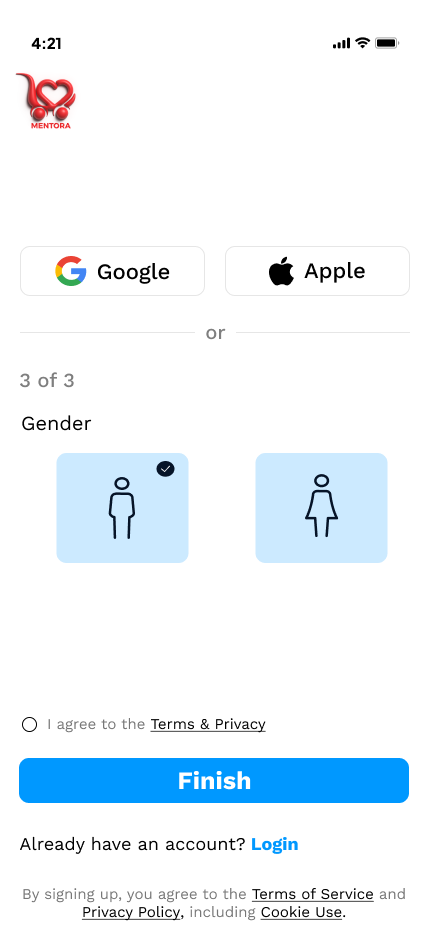 4:21
MENTORA
Google
Apple
or
3 of 3
Gender
I agree to the Terms & Privacy
Finish
Already have an account? Login
By signing up, you agree to the Terms of Service and
Privacy Policy, including Cookie Use.